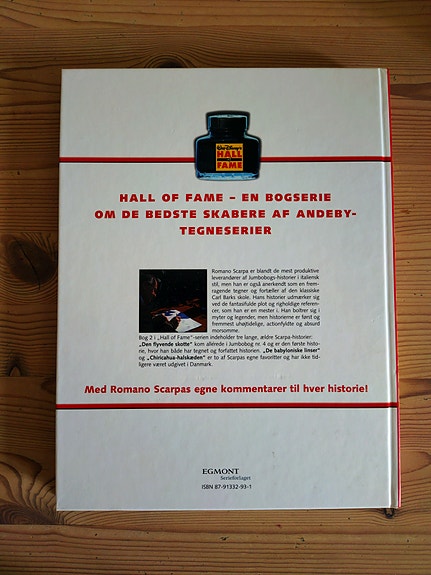 Walt Disney's
HALL
OF
FAME
HALL OF FAME – EN BOGSERIE
OM DE BEDSTE SKABERE AF ANDEBY-
TEGNESERIER
Romano Scarpa er blandt de mest produktive
leverandører af Jumbobogs-historier i italiensk
stil, men han er også anerkendt som en frem-
ragende tegner og fortæller af den klassiske
Carl Barks skole. Hans historier udmærker sig
ved de fantasifulde plot og righoldige referen-
cer, som han er en mester i. Han boltrer sig i
myter og legender, men historierne er først og
fremmest uhøjtidelige, actionfyldte og absurd
morsomme.
Bog 2 i „Hall of Fame"-serien indeholder tre lange, ældre Scarpa-historier:
„Den flyvende skotte" kom allerede i Jumbobog nr. 4 og er den første histo-
rie, hvor han både har tegnet og forfattet historien. „De babyloniske linser"
og „Chiricahua-halskæden" er to af Scarpas egne favoritter og har ikke tid-
ligere været udgivet i Danmark.
Med Romano Scarpas egne kommentarer til hver historie!
EGMONT
Serieforlaget
ISBN 87-91332-93-1